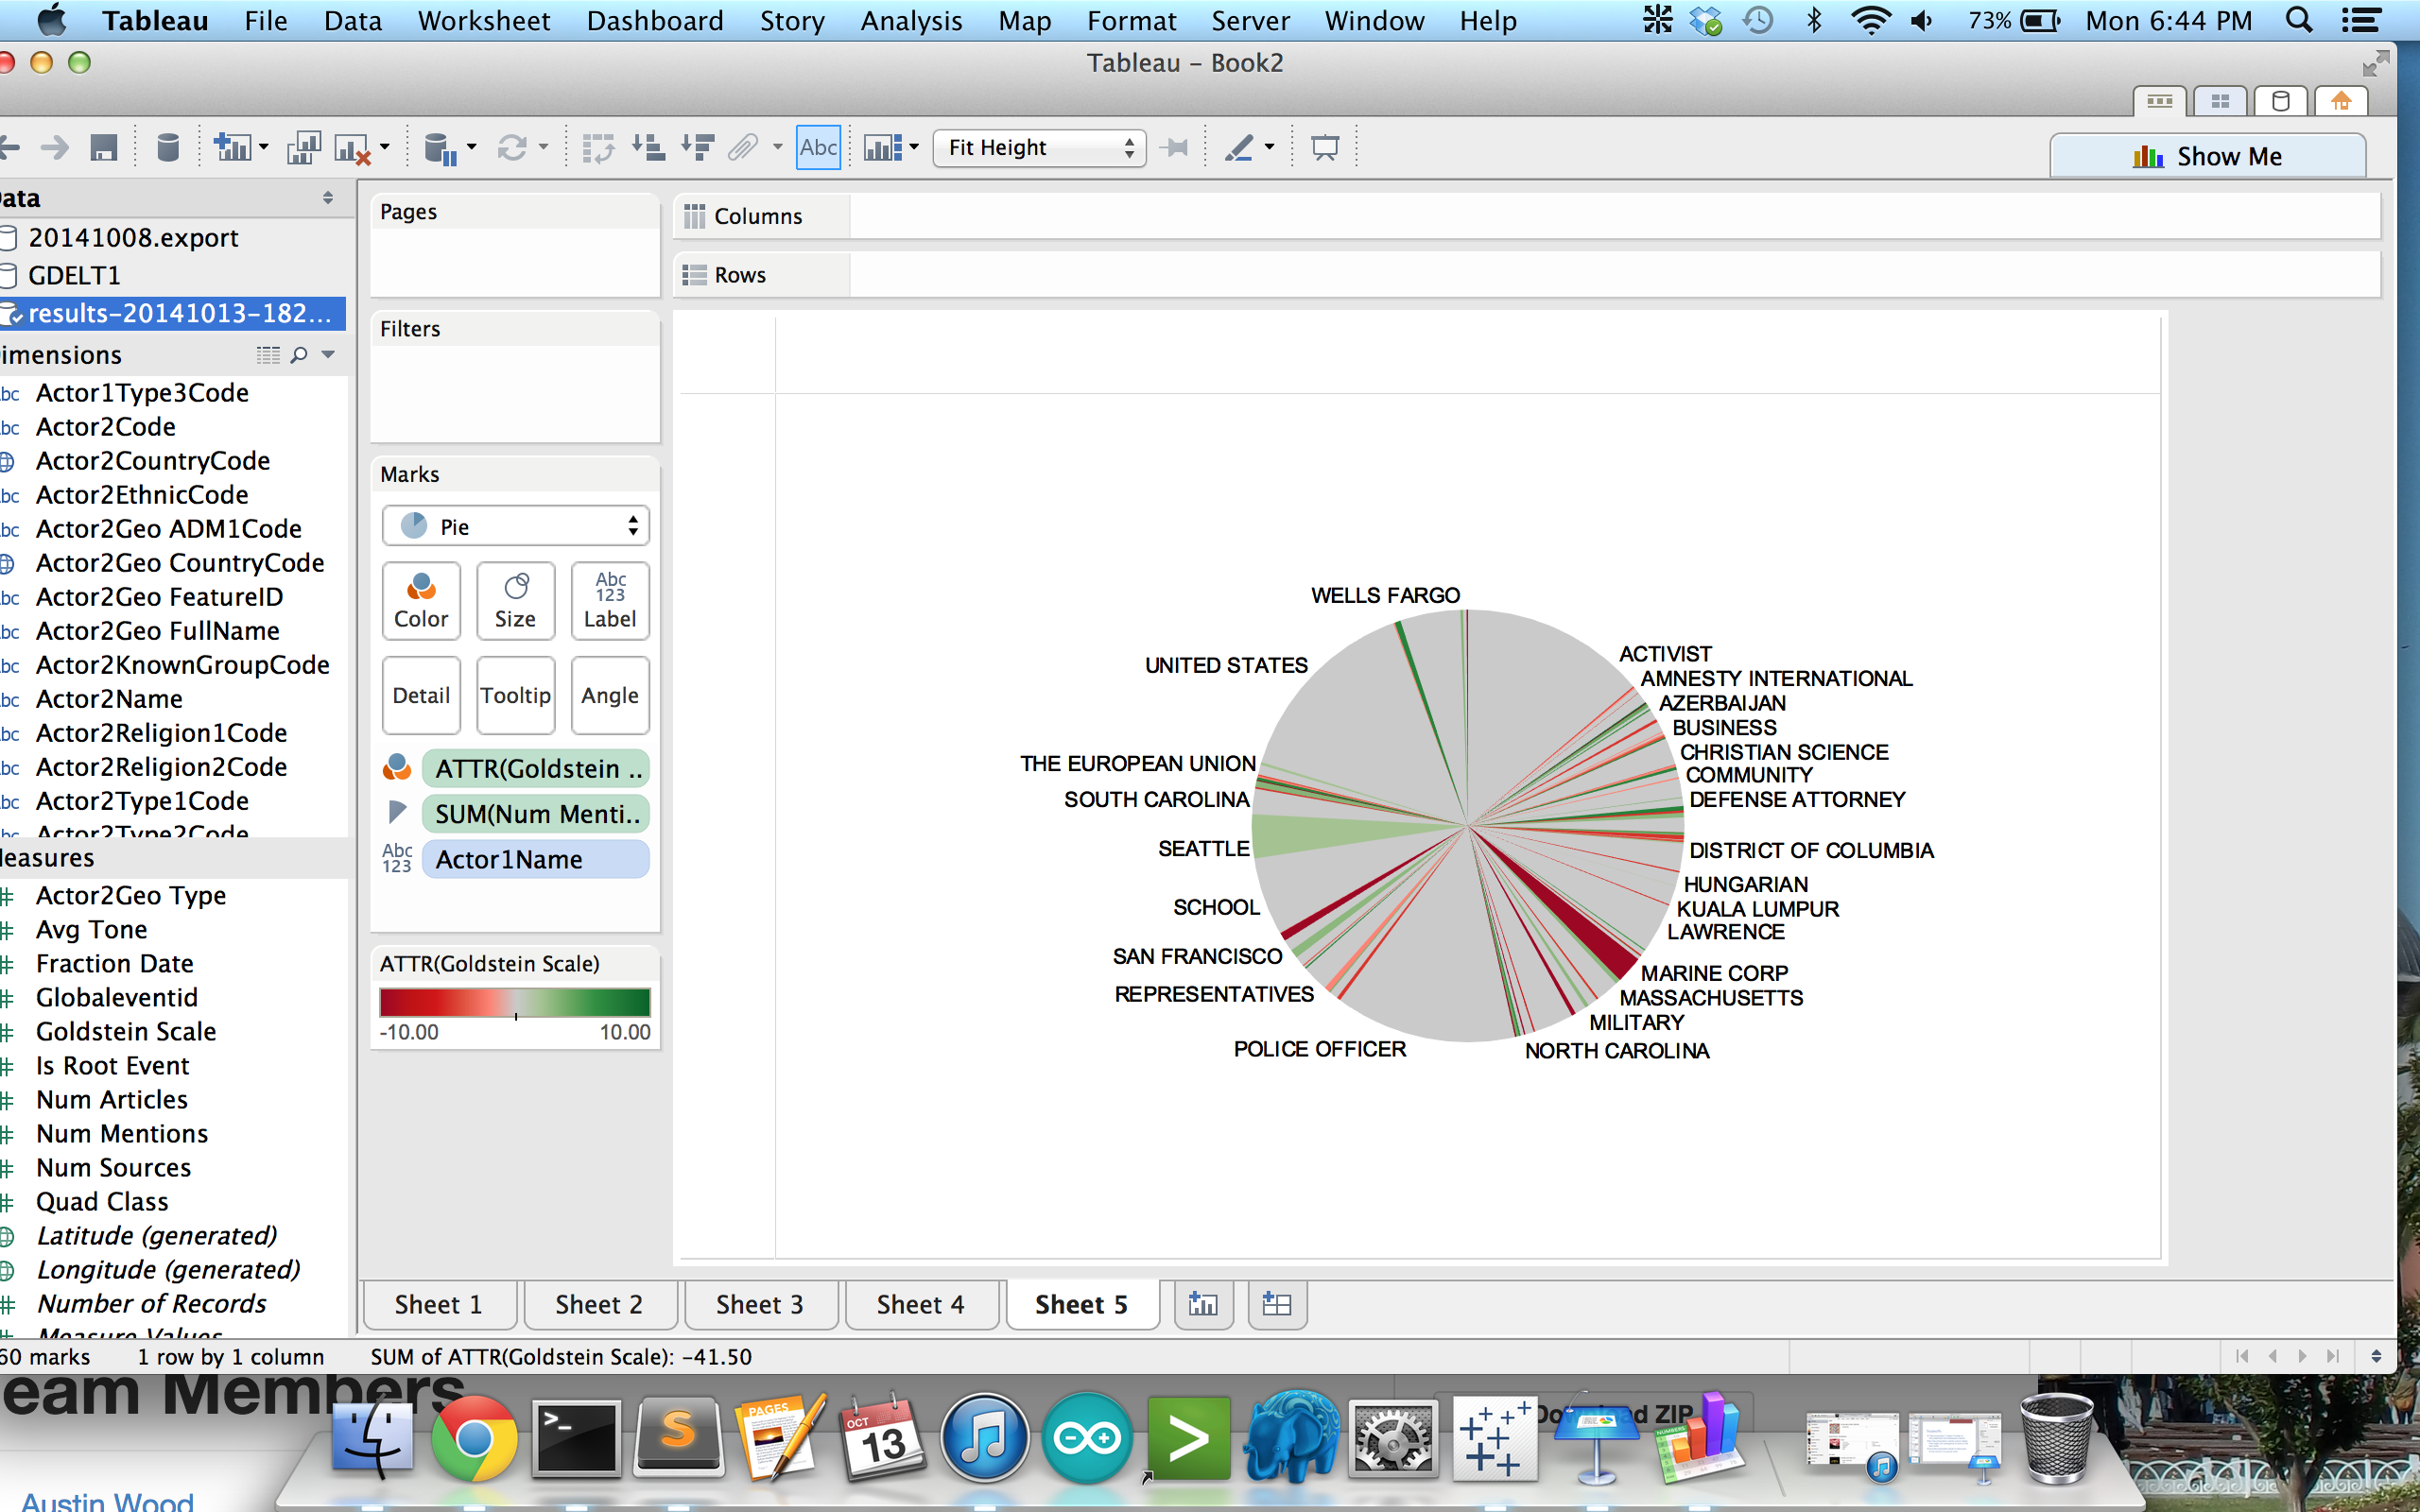 Tableau File Data Worksheet Dashboard Story Analysis Map Format Server Window Help 73% Mon 6:44 PM
Tableau - Book2
Abc Fit Height Show Me
ata
20141008.export
GDELT1
results-20141013-182...
imensions
Actor1Type3Code
Actor2Code
Actor2CountryCode
Actor2EthnicCode
Actor2Geo ADM1Code
Actor2Geo CountryCode
Actor2Geo FeatureID
Actor2Geo FullName
Actor2KnownGroupCode
Actor2Name
Actor2Religion1Code
Actor2Religion2Code
Actor2Type1Code
Actor2Type2Code
easures
Actor2Geo Type
Avg Tone
Fraction Date
Globaleventid
Goldstein Scale
Is Root Event
Num Articles
Num Mentions
Num Sources
Quad Class
Latitude (generated)
Longitude (generated)
Number of Records
Measure Values
Pages
Filters
Marks
Pie
Color Size Abc 123 Label
Detail Tooltip Angle
ATTR(Goldstein ..
SUM(Num Menti..
Abc 123 Actor1Name
ATTR(Goldstein Scale)
-10.00 10.00
Columns
Rows
WELLS FARGO
UNITED STATES
THE EUROPEAN UNION
SOUTH CAROLINA
SEATTLE
SCHOOL
SAN FRANCISCO
REPRESENTATIVES
POLICE OFFICER
ACTIVIST
AMNESTY INTERNATIONAL
AZERBAIJAN
BUSINESS
CHRISTIAN SCIENCE
COMMUNITY
DEFENSE ATTORNEY
DISTRICT OF COLUMBIA
HUNGARIAN
KUALA LUMPUR
LAWRENCE
MARINE CORP
MASSACHUSETTS
MILITARY
NORTH CAROLINA
Sheet 1 Sheet 2 Sheet 3 Sheet 4 Sheet 5
60 marks 1 row by 1 column SUM of ATTR(Goldstein Scale): -41.50
eam Members
PAGES
OCT
13
Download ZIP
NUMBERS
Austin Wood